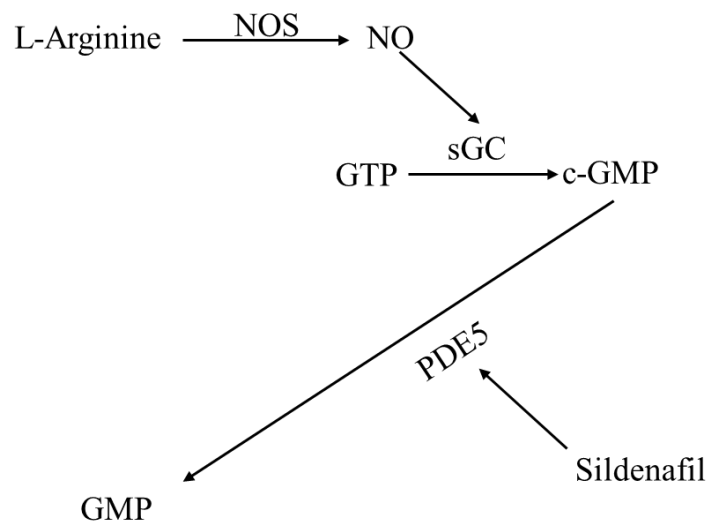 L-Arginine
NOS
NO
sGC
GTP
c-GMP
PDE5
Sildenafil
GMP